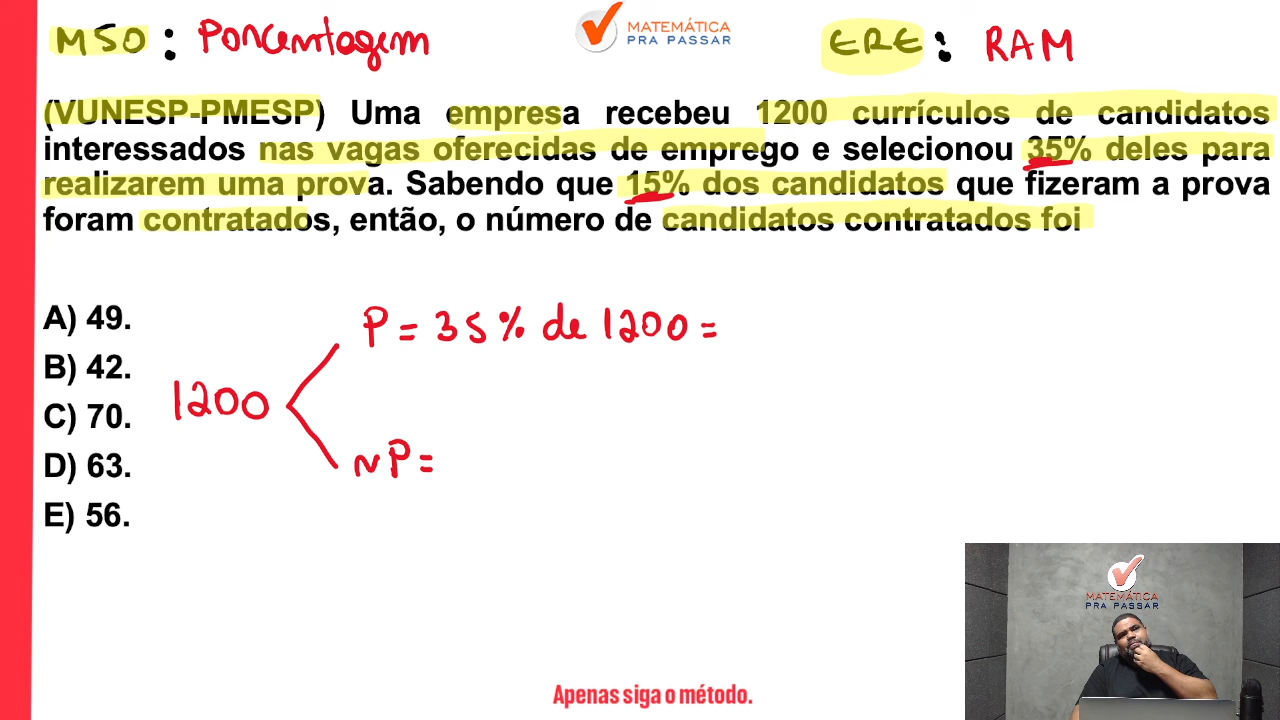 M50 : Porcentagem
MATEMÁTICA
PRA PASSAR
ERE : RAM
(VUNESP-PMESP) Uma empresa recebeu 1200 currículos de candidatos
interessados nas vagas oferecidas de emprego e selecionou 35% deles para
realizarem uma prova. Sabendo que 15% dos candidatos que fizeram a prova
foram contratados, então, o número de candidatos contratados foi
A) 49.
B) 42.
C) 70.
D) 63.
E) 56.
P = 35% de 1200 =
1200
NP =
MATEMÁTICA
PRA PASSAR
Apenas siga o método.